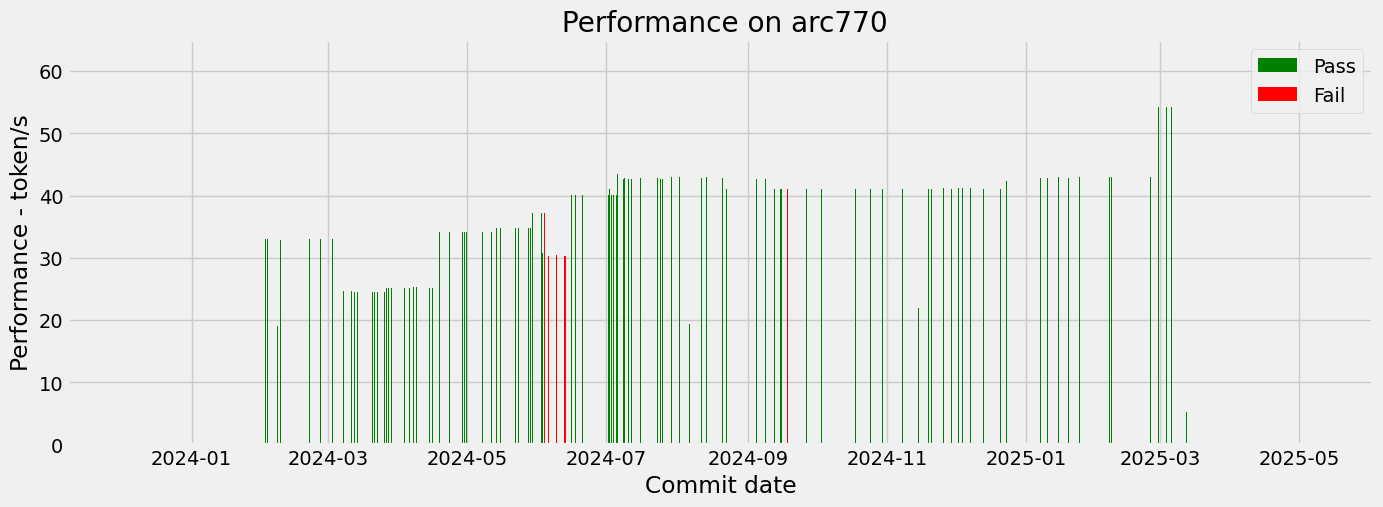 Performance on arc770
Performance - token/s
60
50
40
30
20
10
0
Pass
Fail
2024-01 2024-03 2024-05 2024-07 2024-09 2024-11 2025-01 2025-03 2025-05
Commit date